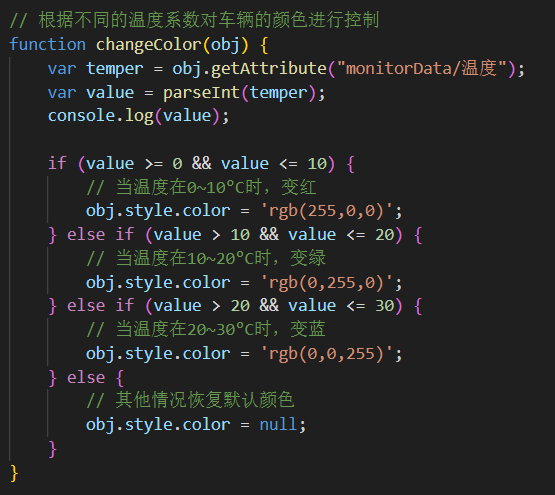 // 根据不同的温度系数对车辆的颜色进行控制
function changeColor(obj) {
    var temper = obj.getAttribute("monitorData/温度");
    var value = parseInt(temper);
    console.log(value);

    if (value >= 0 && value <= 10) {
        // 当温度在0~10℃时，变红
        obj.style.color = 'rgb(255,0,0)';
    } else if (value > 10 && value <= 20) {
        // 当温度在10~20℃时，变绿
        obj.style.color = 'rgb(0,255,0)';
    } else if (value > 20 && value <= 30) {
        // 当温度在20~30℃时，变蓝
        obj.style.color = 'rgb(0,0,255)';
    } else {
        // 其他情况恢复默认颜色
        obj.style.color = null;
    }
}